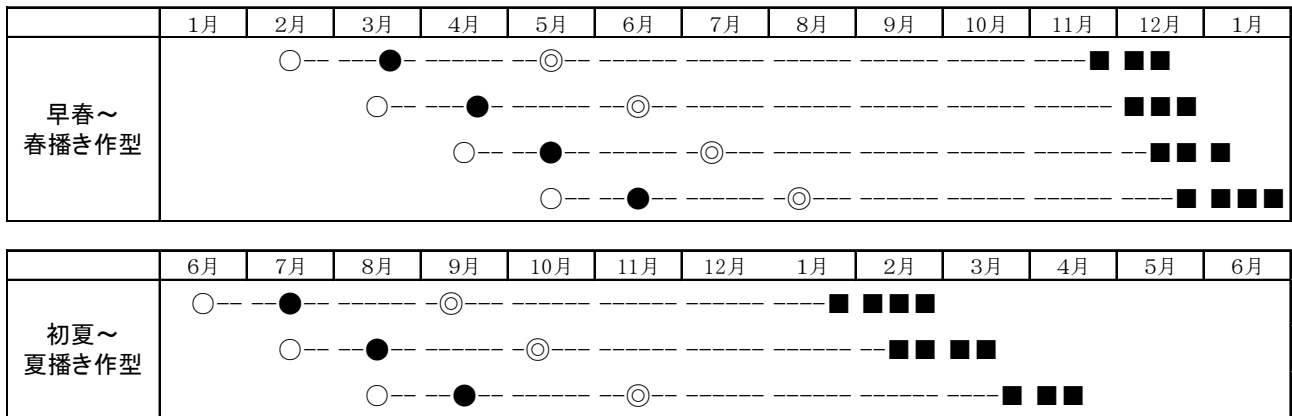 1月 2月 3月 4月 5月 6月 7月 8月 9月 10月 11月 12月 1月
早春～
春播き作型
○-- ---●- ------ --◎-- ------ ------ ------ ------ ------ ----■ ■■
○-- ----●- ------ --◎-- ------ ------ ------ ------ ------ ■■■
○-- --●-- ------ -◎--- ------ ------ ------ ------ --■■ ■
○-- --●-- ------ -◎--- ------ ------ ------ ----■ ■■■
6月 7月 8月 9月 10月 11月 12月 1月 2月 3月 4月 5月 6月
初夏～
夏播き作型
○-- --●-- ------ -◎--- ------ ------ ------ ----■ ■■■
○-- --●-- ------ -◎--- ------ ------ ------ --■■ ■■
○-- --●-- ------ --◎-- ------ ------ ------ ----■ ■■